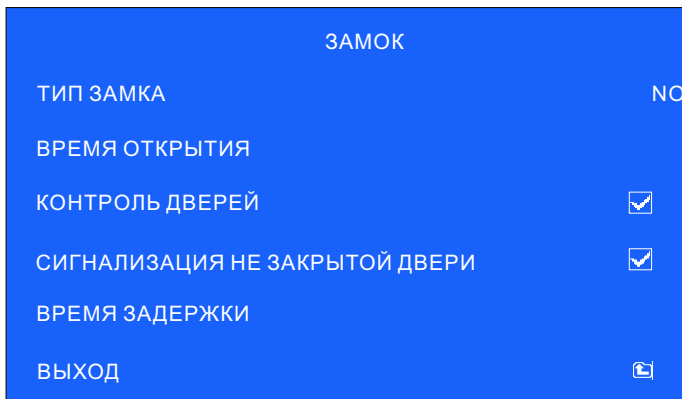 ЗАМОК
ТИП ЗАМКА NO
ВРЕМЯ ОТКРЫТИЯ
КОНТРОЛЬ ДВЕРЕЙ
СИГНАЛИЗАЦИЯ НЕ ЗАКРЫТОЙ ДВЕРИ
ВРЕМЯ ЗАДЕРЖКИ
ВЫХОД